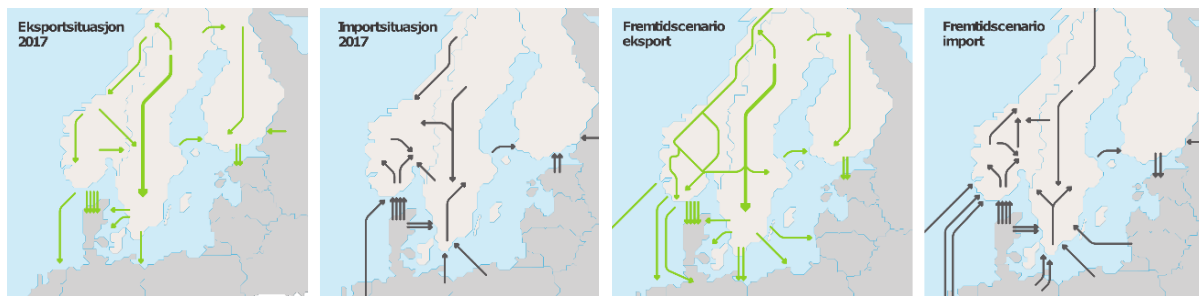 Eksportsituasjon
2017
Importsituasjon
2017
Fremtidscenario
eksport
Fremtidscenario
import